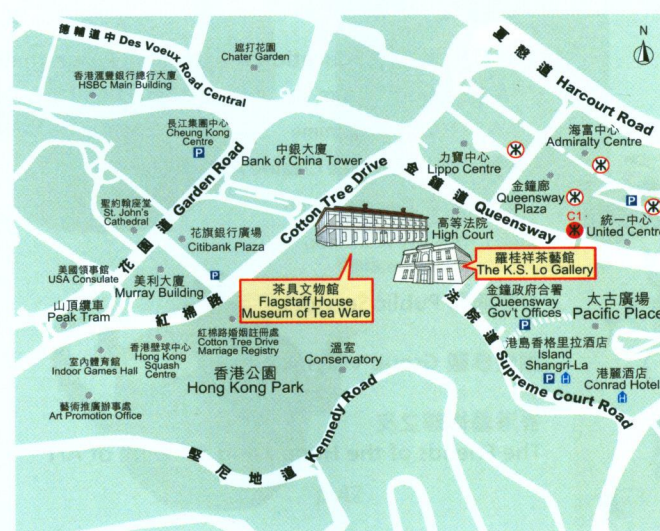 德輔道中 Des Voeux Road Central
遮打花園
Chater Garden
N
夏慤道 Harcourt Road
香港滙豐銀行總行大廈
HSBC Main Building
長江集團中心
Cheung Kong
Centre
P
中銀大廈
Bank of China Tower
力寶中心
Lippo Centre
海富中心
Admiralty Centre
金鐘道 Queensway
金鐘廊
Queensway
Plaza
P
C1
統一中心
United Centre
聖約翰座堂
St. John's
Cathedral
花園道 Garden Road
花旗銀行廣場
Citibank Plaza
Cotton Tree Drive
紅棉路
高等法院
High Court
羅桂祥茶藝館
The K.S. Lo Gallery
美國領事館
USA Consulate
美利大廈
Murray Building
P
茶具文物館
Flagstaff House
Museum of Tea Ware
山頂纜車
Peak Tram
金鐘政府合署
Queensway
Gov't Offices
P
太古廣場
Pacific Place
法院道 Supreme Court Road
港島香格里拉酒店
Island
Shangri-La
P H
港麗酒店
Conrad Hotel
H
室內體育館
Indoor Games Hall
香港壁球中心
Hong Kong
Squash
Centre
紅棉路婚姻註冊處
Cotton Tree Drive
Marriage Registry
溫室
Conservatory
香港公園
Hong Kong Park
藝術推廣辦事處
Art Promotion Office
堅尼地道 Kennedy Road